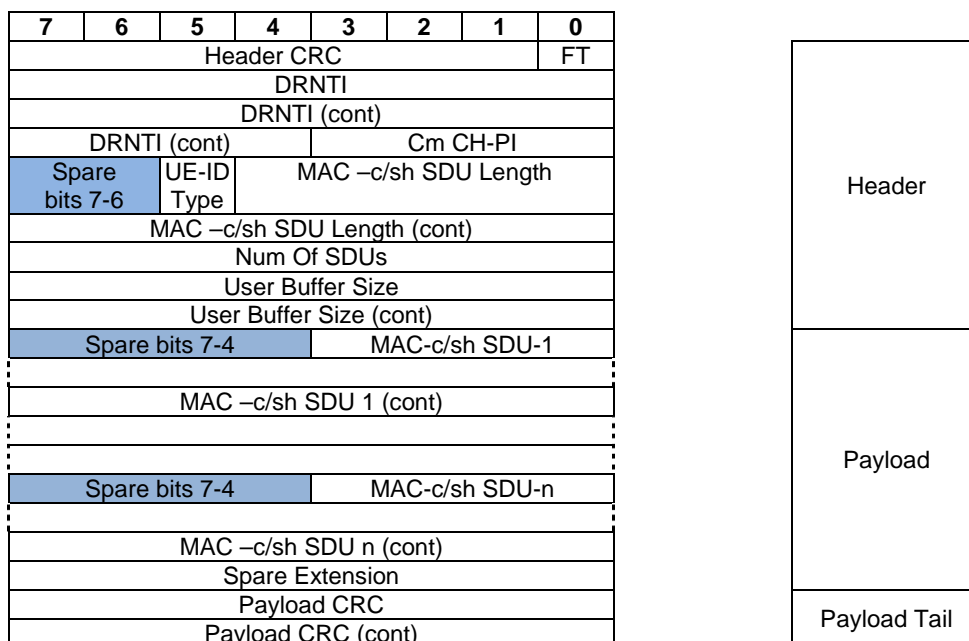 7 6 5 4 3 2 1 0
Header CRC FT
DRNTI
DRNTI (cont)
DRNTI (cont) Cm CH-PI
Spare bits 7-6 UE-ID Type MAC –c/sh SDU Length
MAC –c/sh SDU Length (cont)
Num Of SDUs
User Buffer Size
User Buffer Size (cont)
Spare bits 7-4 MAC-c/sh SDU-1
MAC –c/sh SDU 1 (cont)
Spare bits 7-4 MAC-c/sh SDU-n
MAC –c/sh SDU n (cont)
Spare Extension
Payload CRC
Payload CRC (cont)
Header
Payload
Payload Tail